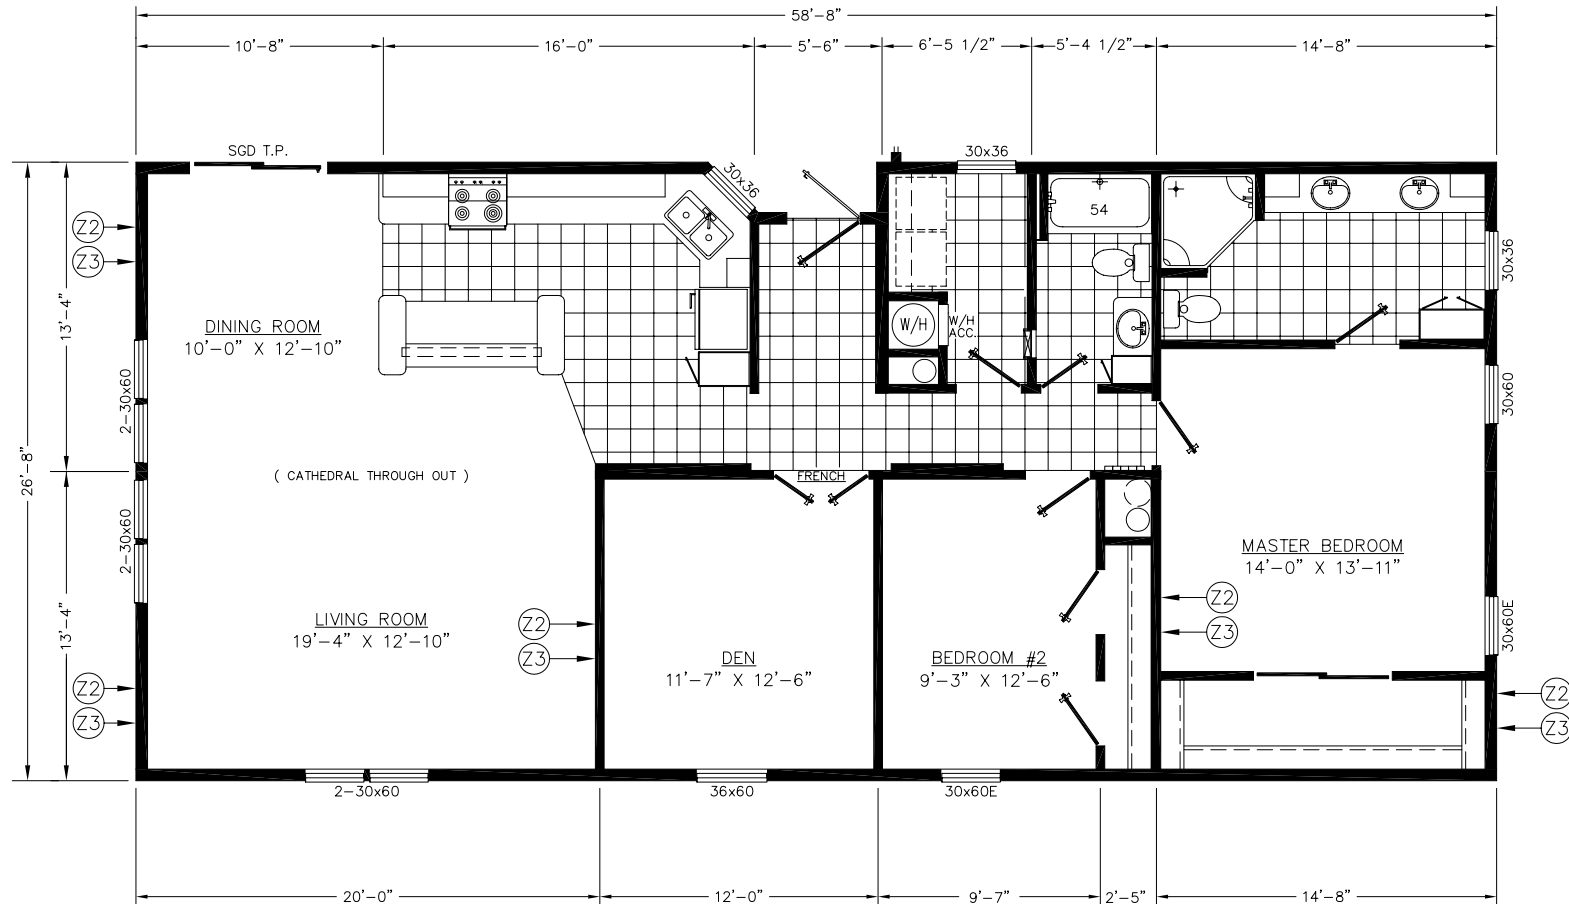 58'-8"
10'-8"
16'-0"
5'-6"
6'-5 1/2"
5'-4 1/2"
14'-8"
SGD T.P.
30x36
30x36
54
Z2
Z3
30x36
13'-4"
DINING ROOM
10'-0" X 12'-10"
W/H
W/H
ACC.
2-30x60
30x60
26'-8"
( CATHEDRAL THROUGH OUT )
FRENCH
2-30x60
MASTER BEDROOM
14'-0" X 13'-11"
13'-4"
LIVING ROOM
19'-4" X 12'-10"
Z2
Z3
Z2
Z3
30x60E
DEN
11'-7" X 12'-6"
BEDROOM #2
9'-3" X 12'-6"
Z2
Z3
Z2
Z3
2-30x60
36x60
30x60E
20'-0"
12'-0"
9'-7"
2'-5"
14'-8"